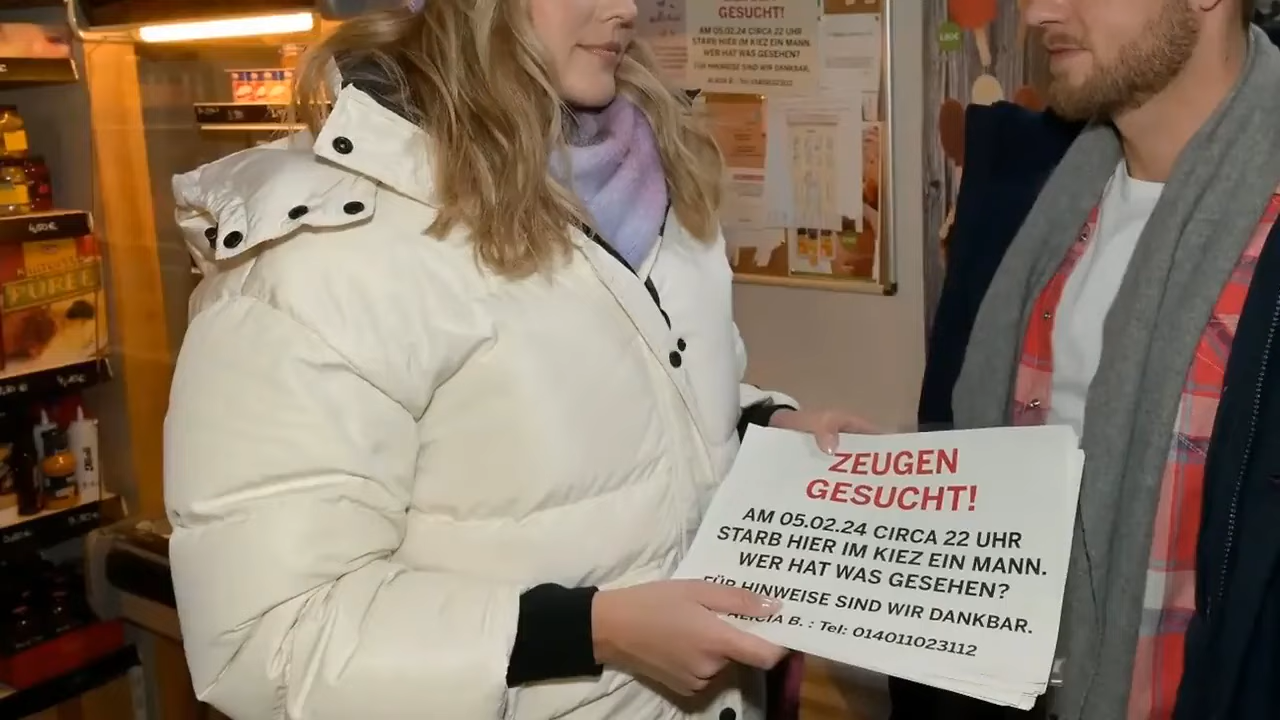 GESUCHT!
AM 05.02.24 CIRCA 22 UHR
STARB HIER IM KIEZ EIN MANN.
WER HAT WAS GESEHEN?
FÜR HINWEISE SIND WIR DANKBAR.
ZEUGEN
GESUCHT!
AM 05.02.24 CIRCA 22 UHR
STARB HIER IM KIEZ EIN MANN.
WER HAT WAS GESEHEN?
FÜR HINWEISE SIND WIR DANKBAR.
ALICIA B. : Tel: 014011023112